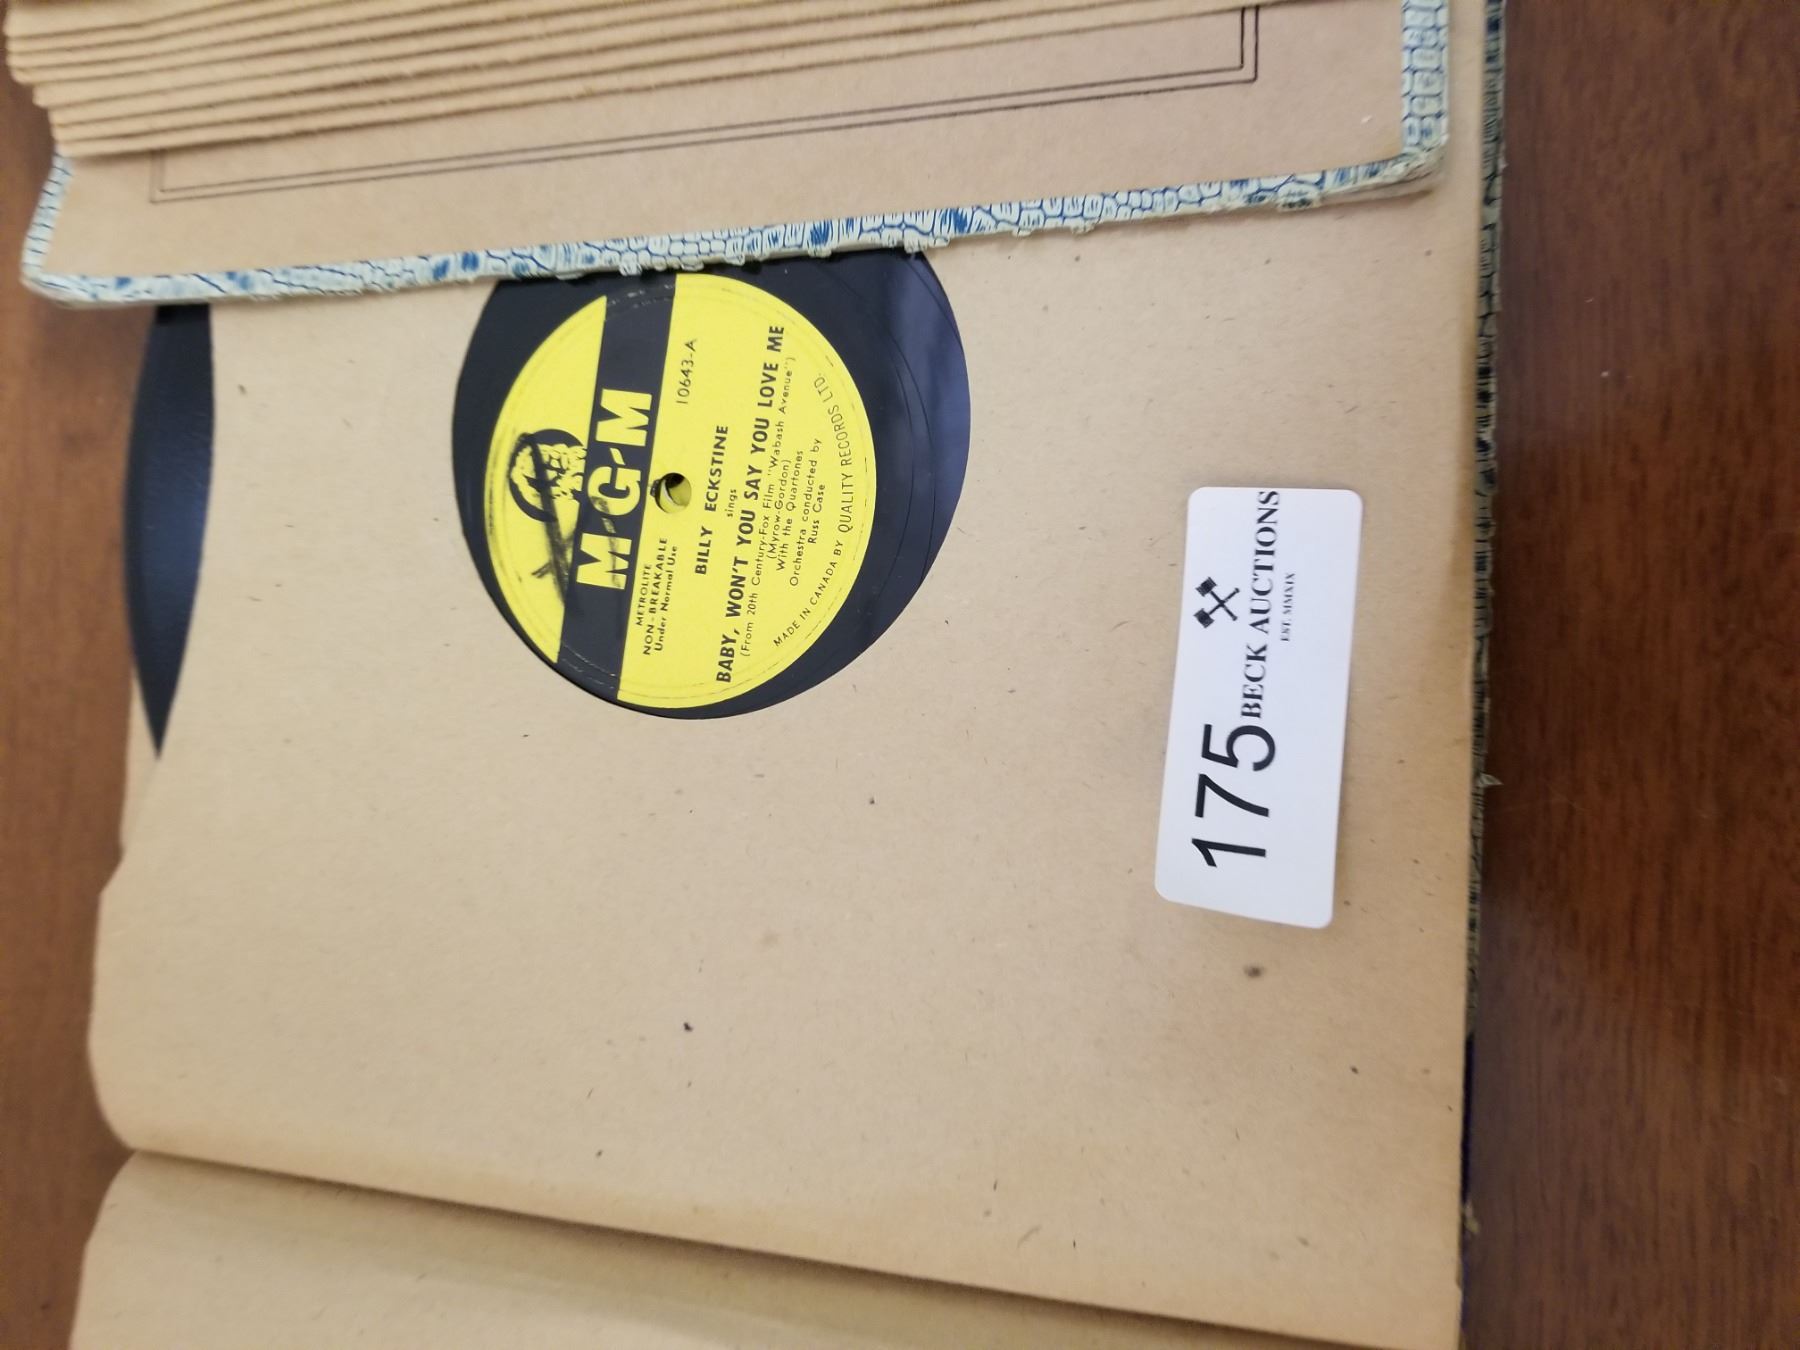 M-G-M
METROLITE
NON-BREAKABLE
Under Normal Use
10643-A
BILLY ECKSTINE
sings
BABY, WON'T YOU SAY YOU LOVE ME
(From 20th Century-Fox Film "Wabash Avenue")
(Myrow-Gordon)
With the Quartones
Orchestra conducted by
Russ Case
MADE IN CANADA BY QUALITY RECORDS LTD.
175
BECK AUCTIONS
EST. MMXIX